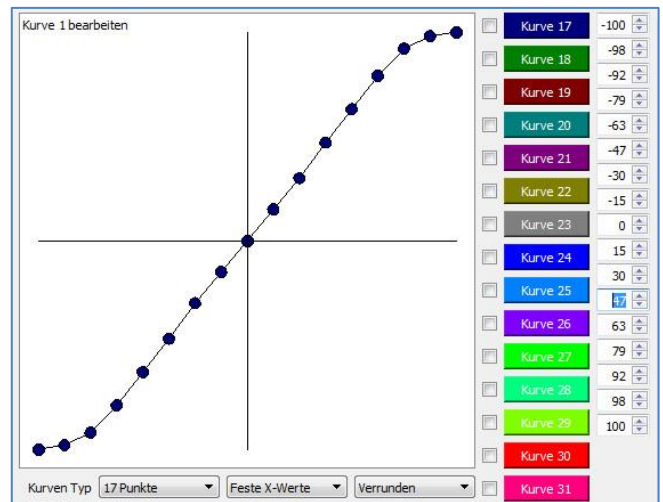 Kurve 1 bearbeiten
Kurve 17 -100
Kurve 18 -98
Kurve 19 -92
Kurve 20 -79
Kurve 21 -63
Kurve 22 -47
Kurve 23 -30
Kurve 24 -15
Kurve 25 0
Kurve 26 15
Kurve 27 30
Kurve 28 47
Kurve 29 63
Kurve 30 79
Kurve 31 92
98
100
Kurven Typ 17 Punkte Feste X-Werte Verrunden